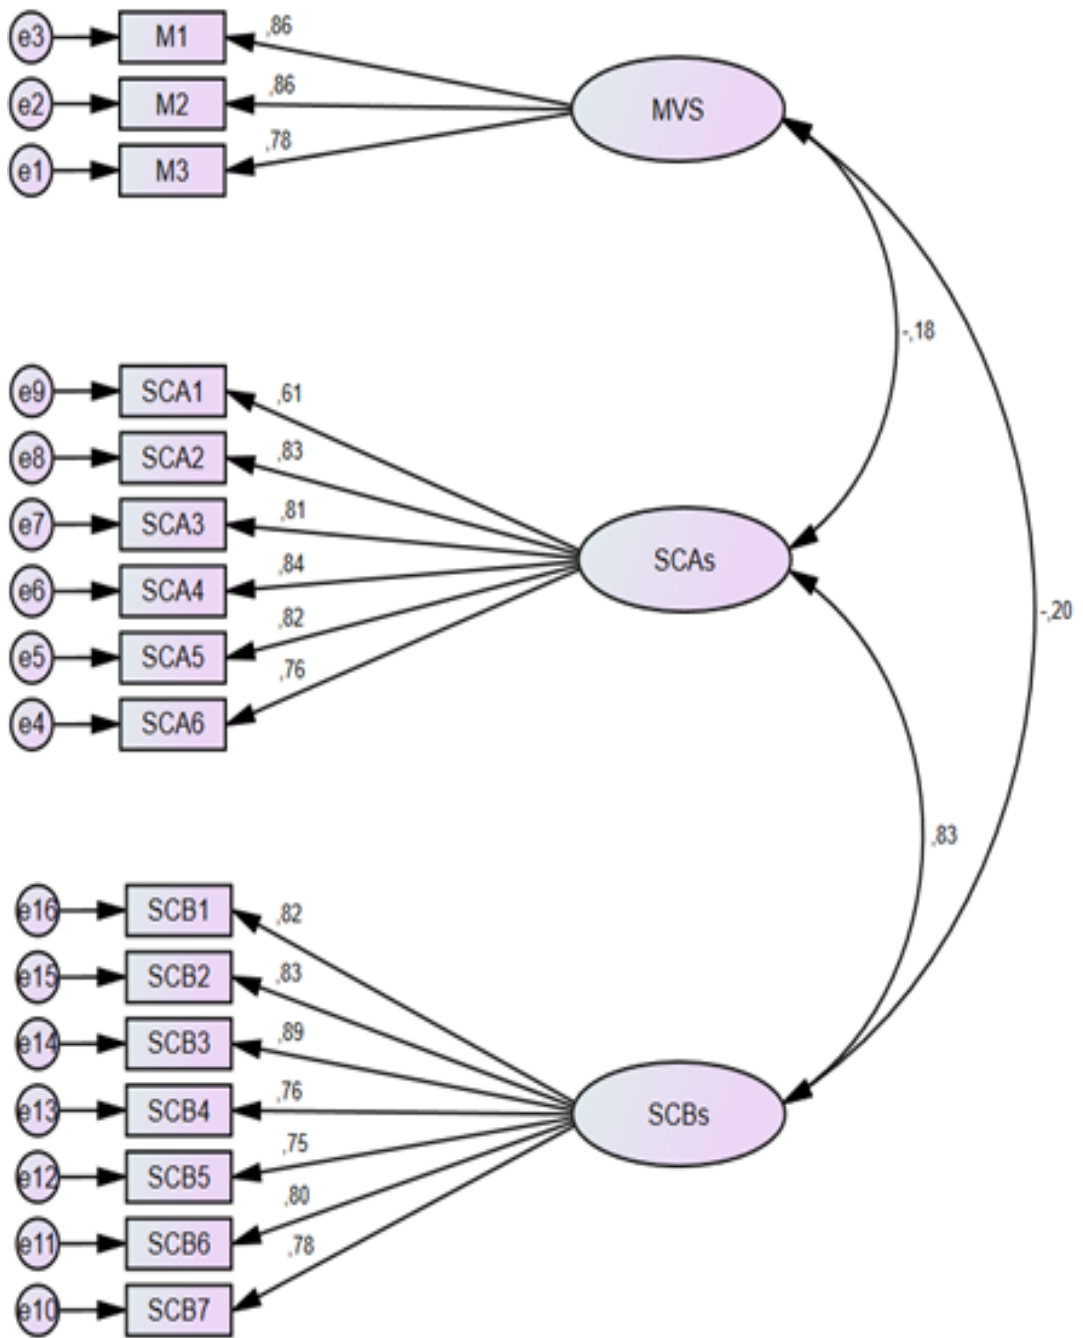 e3 M1 ,86
e2 M2 ,86
e1 M3 ,78
MVS
-,18
e9 SCA1 ,61
e8 SCA2 ,83
e7 SCA3 ,81
e6 SCA4 ,84
e5 SCA5 ,82
e4 SCA6 ,76
SCAs
-,20
,83
e16 SCB1 ,82
e15 SCB2 ,83
e14 SCB3 ,89
e13 SCB4 ,76
e12 SCB5 ,75
e11 SCB6 ,80
e10 SCB7 ,78
SCBs